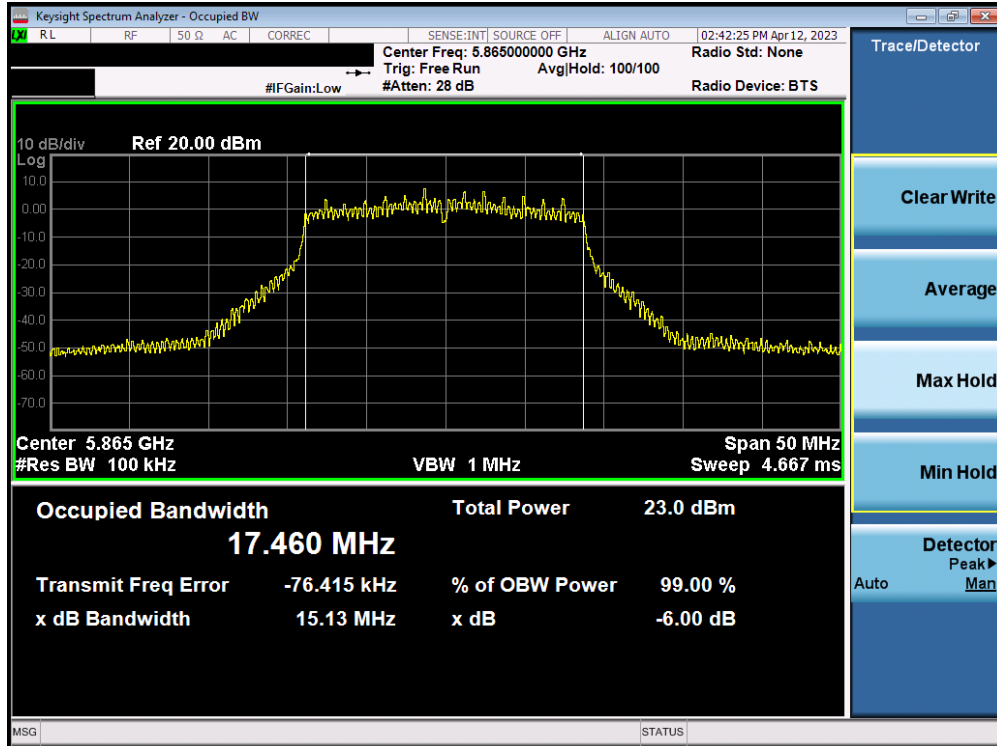 Keysight Spectrum Analyzer - Occupied BW
LXI RL RF 50 Ω AC CORREC SENSE:INT SOURCE OFF ALIGN AUTO 02:42:25 PM Apr 12, 2023
Center Freq: 5.865000000 GHz Radio Std: None
Trig: Free Run Avg|Hold: 100/100
#IFGain:Low #Atten: 28 dB Radio Device: BTS
10 dB/div Ref 20.00 dBm
Log
10.0
0.00
-10.0
-20.0
-30.0
-40.0
-50.0
-60.0
-70.0
Center 5.865 GHz Span 50 MHz
#Res BW 100 kHz VBW 1 MHz Sweep 4.667 ms
Occupied Bandwidth Total Power 23.0 dBm
17.460 MHz
Transmit Freq Error -76.415 kHz % of OBW Power 99.00 %
x dB Bandwidth 15.13 MHz x dB -6.00 dB
MSG STATUS
Trace/Detector
Clear Write
Average
Max Hold
Min Hold
Detector
Peak▶
Auto Man